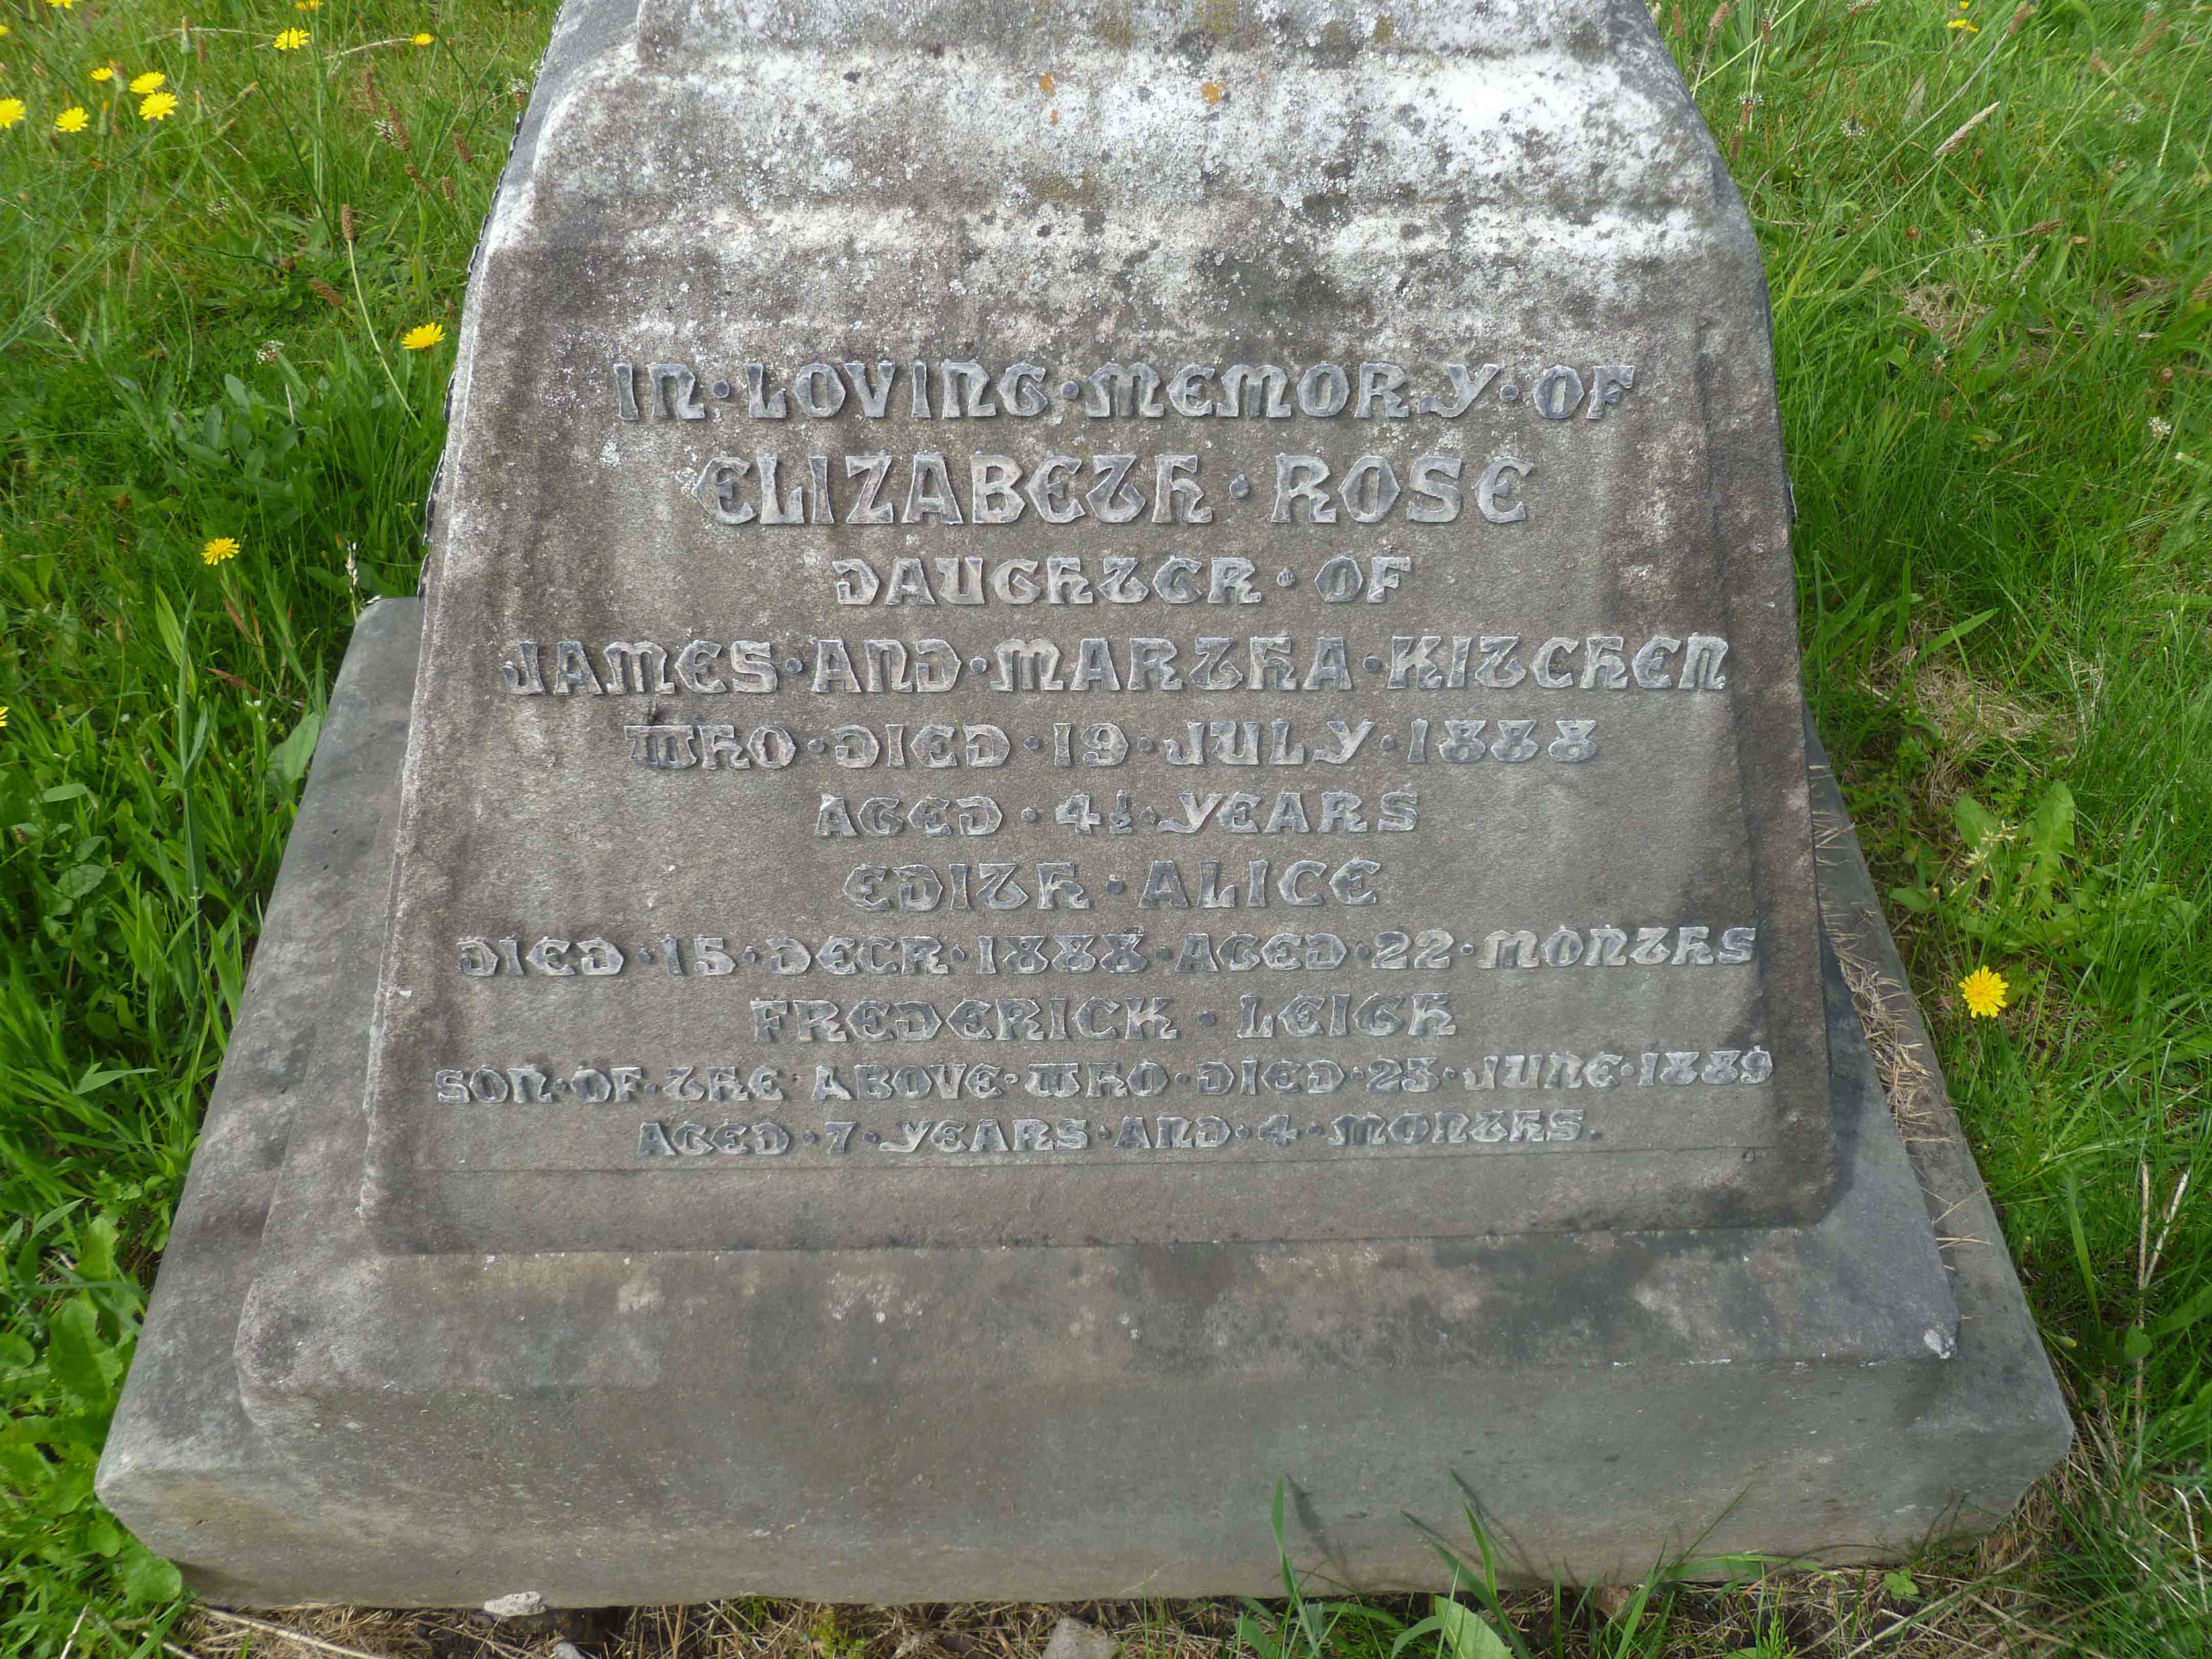 IN · LOVING · MEMORY · OF
ELIZABETH · ROSE
DAUGHTER · OF
JAMES · AND · MARTHA · KITCHEN
WHO · DIED · 19 · JULY · 1888
AGED · 4½ · YEARS
EDITH · ALICE
DIED · 15 · DECR · 1888 · AGED · 22 · MONTHS
FREDERICK · LEIGH
SON · OF · THE ABOVE · WHO · DIED · 23 · JUNE · 1889
AGED · 7 · YEARS · AND · 4 · MONTHS.